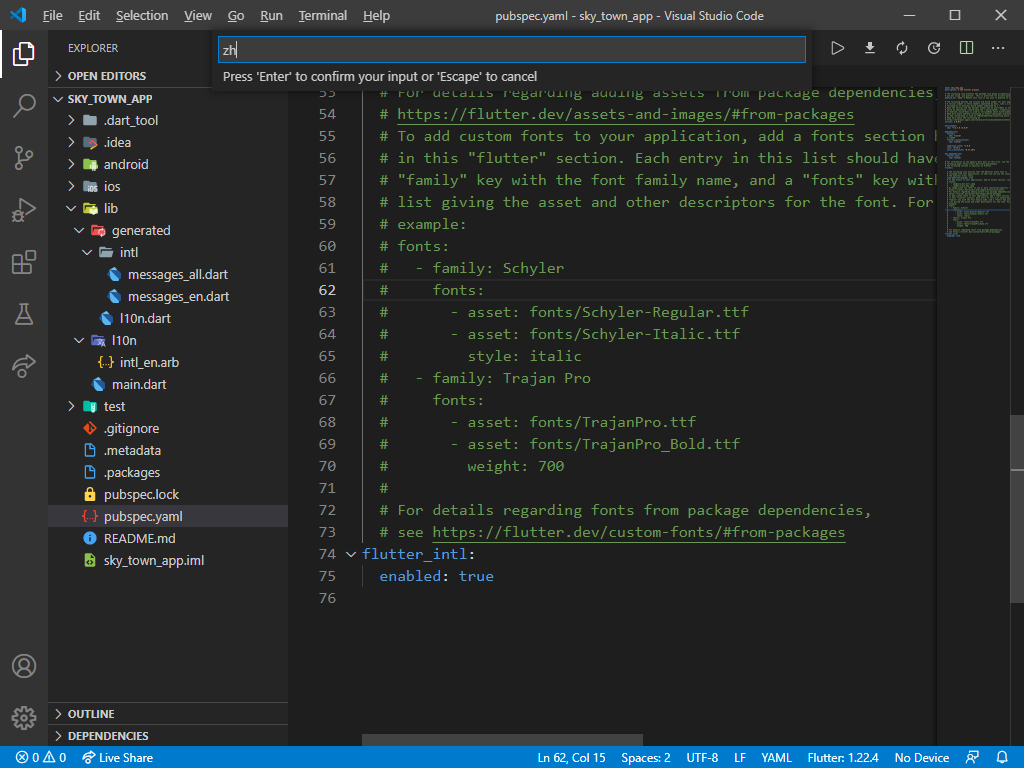 File Edit Selection View Go Run Terminal Help pubspec.yaml - sky_town_app - Visual Studio Code
EXPLORER
zh
Press 'Enter' to confirm your input or 'Escape' to cancel
OPEN EDITORS
SKY_TOWN_APP
.dart_tool
.idea
android
ios
lib
generated
intl
messages_all.dart
messages_en.dart
l10n.dart
l10n
{..} intl_en.arb
main.dart
test
.gitignore
.metadata
.packages
pubspec.lock
{..} pubspec.yaml
README.md
sky_town_app.iml
OUTLINE
DEPENDENCIES
53 # For details regarding adding assets from package dependencies
54 # https://flutter.dev/assets-and-images/#from-packages
55 # To add custom fonts to your application, add a fonts section
56 # in this "flutter" section. Each entry in this list should have
57 # "family" key with the font family name, and a "fonts" key with
58 # list giving the asset and other descriptors for the font. For
59 # example:
60 # fonts:
61 #   - family: Schyler
62 #     fonts:
63 #       - asset: fonts/Schyler-Regular.ttf
64 #       - asset: fonts/Schyler-Italic.ttf
65 #         style: italic
66 #   - family: Trajan Pro
67 #     fonts:
68 #       - asset: fonts/TrajanPro.ttf
69 #       - asset: fonts/TrajanPro_Bold.ttf
70 #         weight: 700
71 #
72 # For details regarding fonts from package dependencies,
73 # see https://flutter.dev/custom-fonts/#from-packages
74 flutter_intl:
75 enabled: true
76
0 0 Live Share Ln 62, Col 15 Spaces: 2 UTF-8 LF YAML Flutter: 1.22.4 No Device